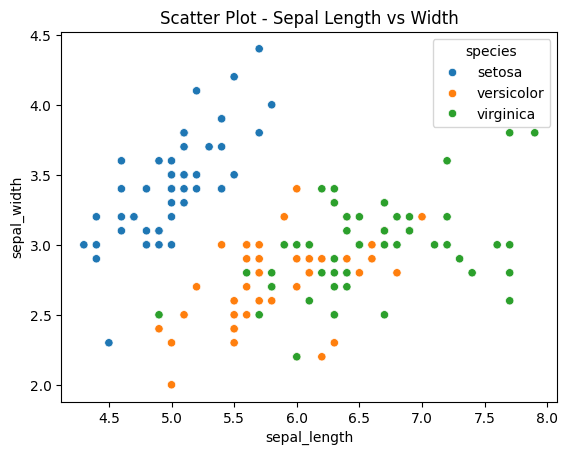 Scatter Plot - Sepal Length vs Width
species
setosa
versicolor
virginica
sepal_width
4.5
4.0
3.5
3.0
2.5
2.0
4.5 5.0 5.5 6.0 6.5 7.0 7.5 8.0
sepal_length